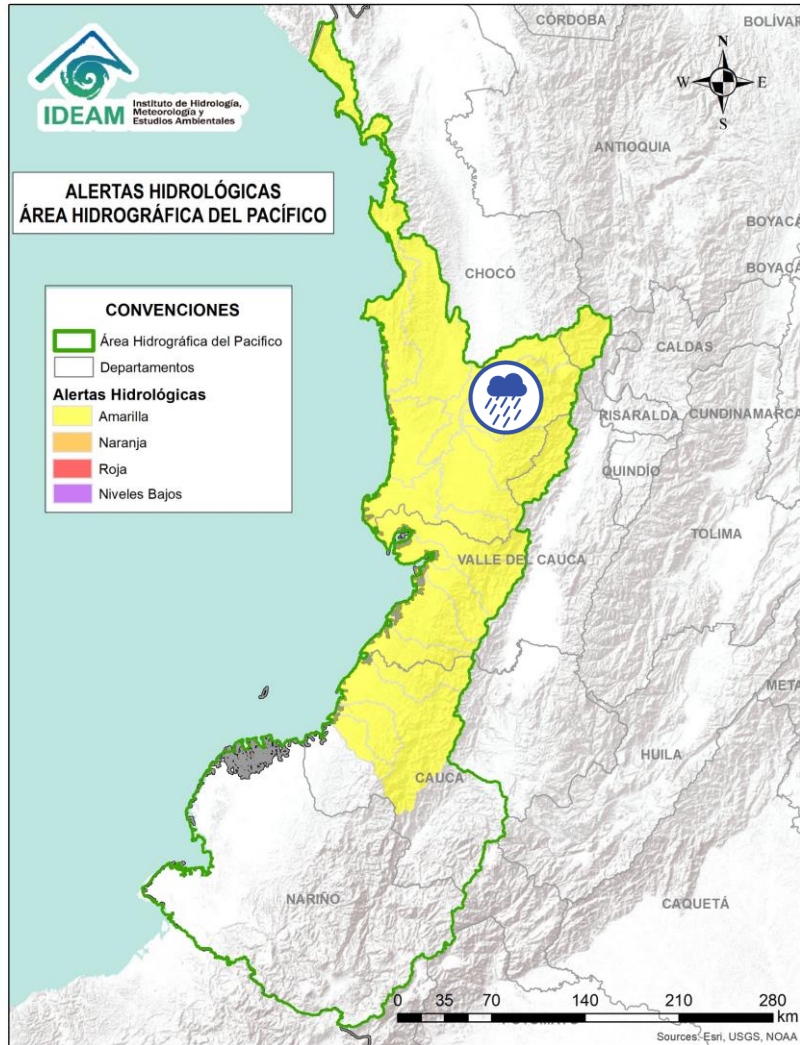 CÓRDOBA
BOLÍVAR
N
W
E
S
IDEAM
Instituto de Hidrología,
Meteorología y
Estudios Ambientales
ANTIOQUIA
ALERTAS HIDROLÓGICAS
ÁREA HIDROGRÁFICA DEL PACÍFICO
BOYACÁ
BOYACÁ
CHOCÓ
CONVENCIONES
Área Hidrográfica del Pacifico
Departamentos
Alertas Hidrológicas
Amarilla
Naranja
Roja
Niveles Bajos
CALDAS
RISARALDA
CUNDINAMARCA
QUINDÍO
TOLIMA
VALLE DEL CAUCA
META
HUILA
CAUCA
NARIÑO
CAQUETÁ
0 35 70 140 210 280
km
Sources: Esri, USGS, NOAA